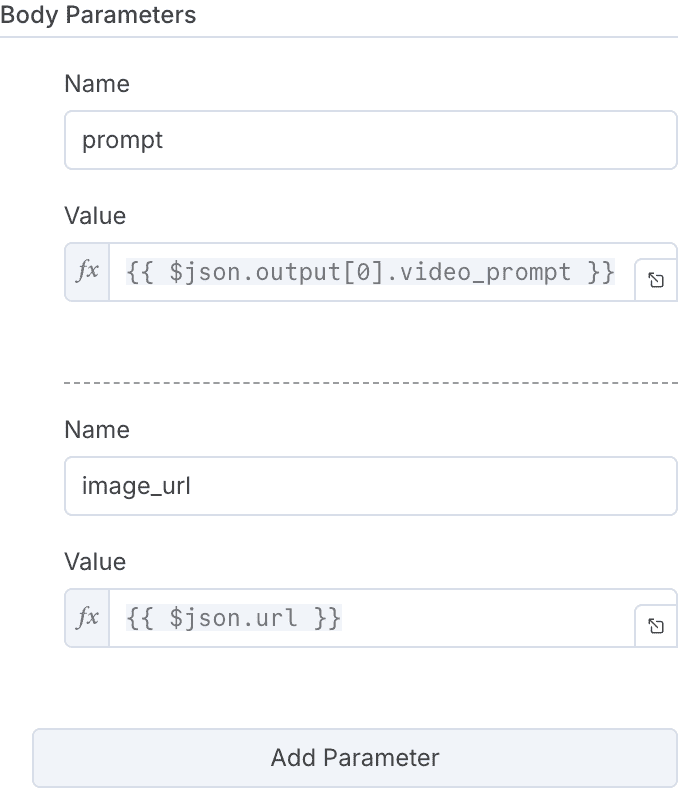 Body Parameters
Name
prompt
Value
fx {{ $json.output[0].video_prompt }}
Name
image_url
Value
fx {{ $json.url }}
Add Parameter